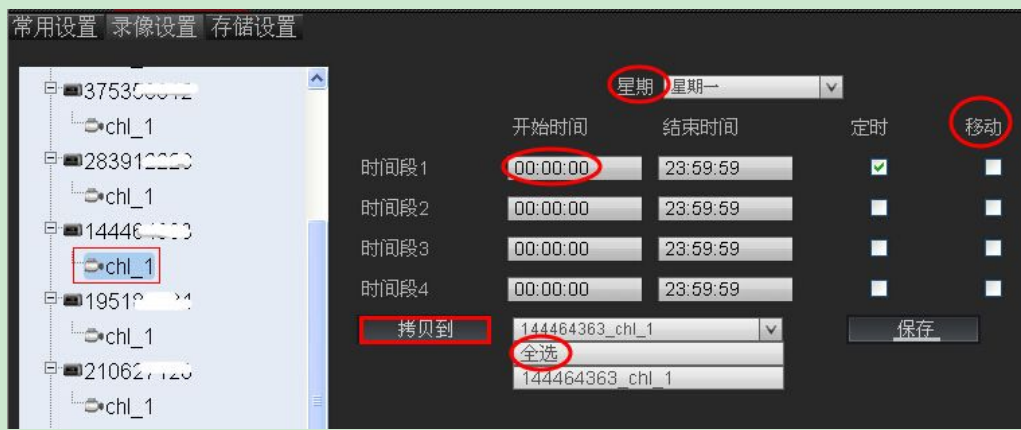 常用设置 录像设置 存储设置
chl_1
chl_1
chl_1
chl_1
chl_1
星期 星期一
开始时间 结束时间 定时 移动
时间段1 00:00:00 23:59:59
时间段2 00:00:00 23:59:59
时间段3 00:00:00 23:59:59
时间段4 00:00:00 23:59:59
拷贝到 144464363_chl_1 保存
全选
144464363_chl_1